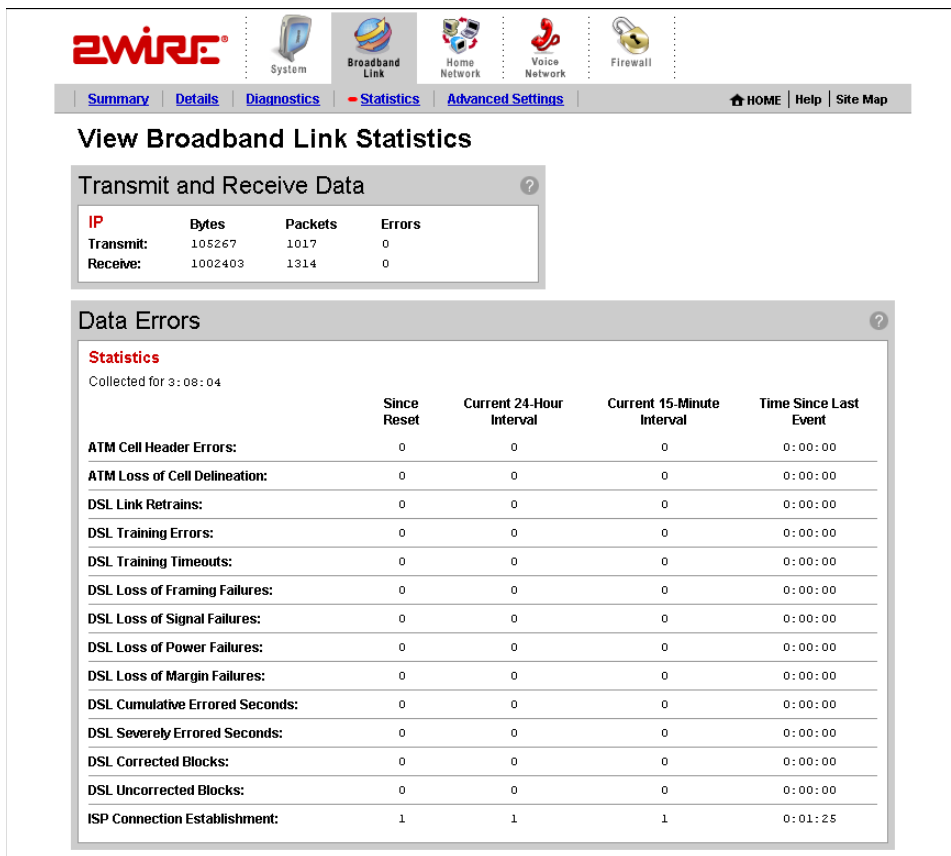 2WIRE®
System
Broadband Link
Home Network
Voice Network
Firewall
Summary | Details | Diagnostics | Statistics | Advanced Settings
HOME | Help | Site Map
View Broadband Link Statistics
Transmit and Receive Data ?
IP Bytes Packets Errors
Transmit: 105267 1017 0
Receive: 1002403 1314 0
Data Errors ?
Statistics
Collected for 3:08:04
Since Reset Current 24-Hour Interval Current 15-Minute Interval Time Since Last Event
ATM Cell Header Errors: 0 0 0 0:00:00
ATM Loss of Cell Delineation: 0 0 0 0:00:00
DSL Link Retrains: 0 0 0 0:00:00
DSL Training Errors: 0 0 0 0:00:00
DSL Training Timeouts: 0 0 0 0:00:00
DSL Loss of Framing Failures: 0 0 0 0:00:00
DSL Loss of Signal Failures: 0 0 0 0:00:00
DSL Loss of Power Failures: 0 0 0 0:00:00
DSL Loss of Margin Failures: 0 0 0 0:00:00
DSL Cumulative Errored Seconds: 0 0 0 0:00:00
DSL Severely Errored Seconds: 0 0 0 0:00:00
DSL Corrected Blocks: 0 0 0 0:00:00
DSL Uncorrected Blocks: 0 0 0 0:00:00
ISP Connection Establishment: 1 1 1 0:01:25